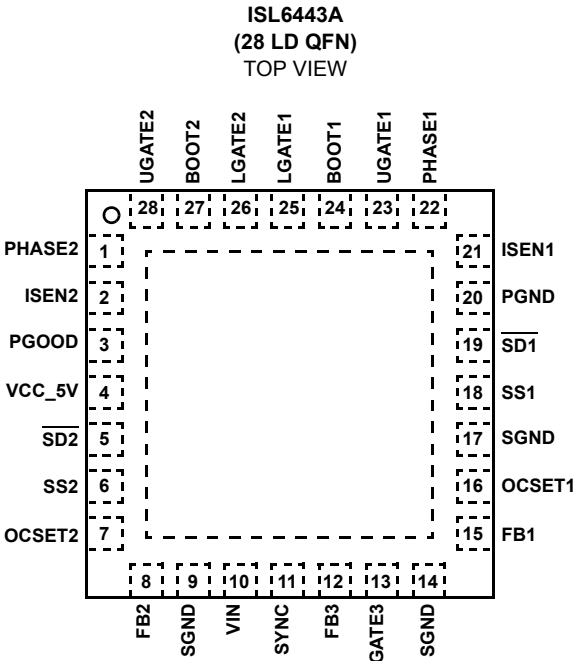 ISL6443A
(28 LD QFN)
TOP VIEW
UGATE2
BOOT2
LGATE2
LGATE1
BOOT1
UGATE1
PHASE1
28
27
26
25
24
23
22
PHASE2 1
ISEN2 2
PGOOD 3
VCC_5V 4
SD2 5
SS2 6
OCSET2 7
21 ISEN1
20 PGND
19 SD1
18 SS1
17 SGND
16 OCSET1
15 FB1
8
9
10
11
12
13
14
FB2
SGND
VIN
SYNC
FB3
GATE3
SGND